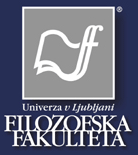 ®
Univerza v Ljubljani
FILOZOFSKA
FAKULTETA